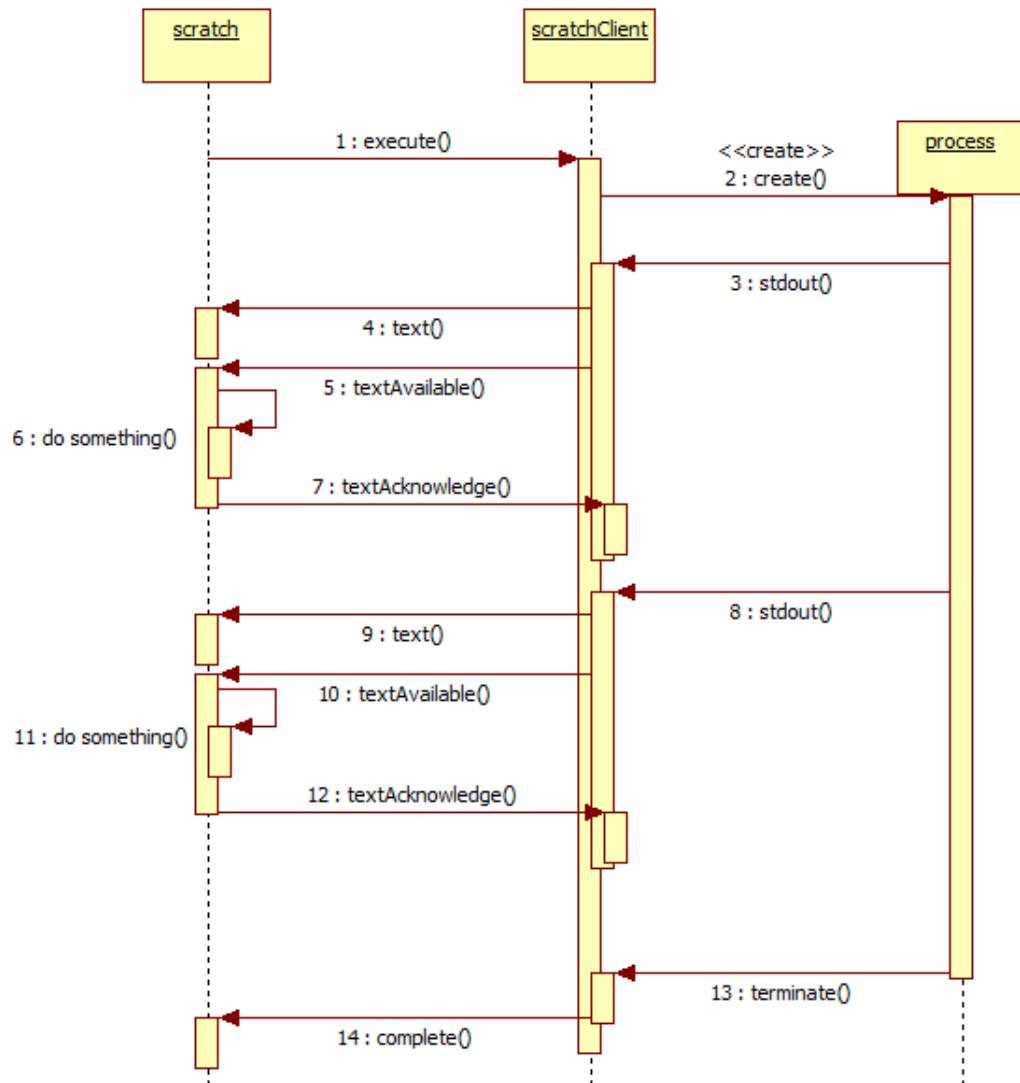 scratch
scratchClient
process
1 : execute()
<<create>>
2 : create()
3 : stdout()
4 : text()
5 : textAvailable()
6 : do something()
7 : textAcknowledge()
8 : stdout()
9 : text()
10 : textAvailable()
11 : do something()
12 : textAcknowledge()
13 : terminate()
14 : complete()